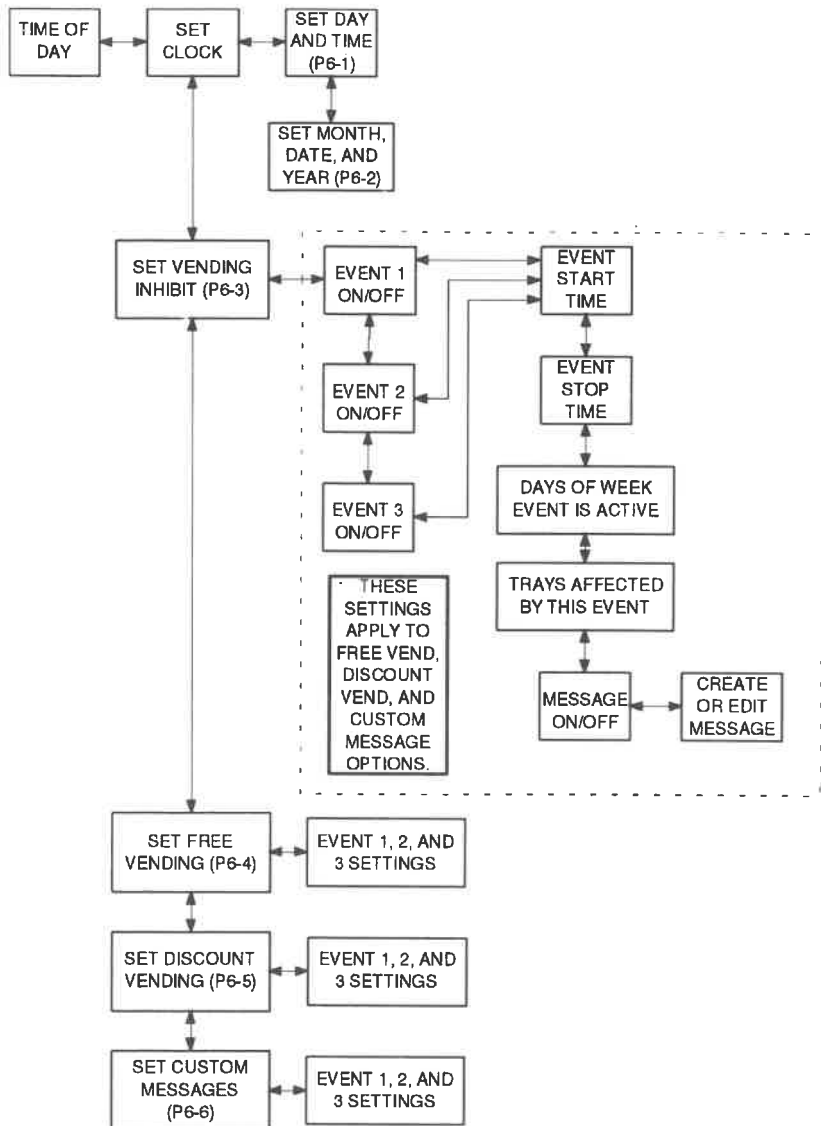 TIME OF
DAY
SET
CLOCK
SET DAY
AND TIME
(P6-1)
SET MONTH,
DATE, AND
YEAR (P6-2)
SET VENDING
INHIBIT (P6-3)
EVENT 1
ON/OFF
EVENT
START
TIME
EVENT 2
ON/OFF
EVENT
STOP
TIME
EVENT 3
ON/OFF
DAYS OF WEEK
EVENT IS ACTIVE
THESE
SETTINGS
APPLY TO
FREE VEND,
DISCOUNT
VEND, AND
CUSTOM
MESSAGE
OPTIONS.
TRAYS AFFECTED
BY THIS EVENT
MESSAGE
ON/OFF
CREATE
OR EDIT
MESSAGE
SET FREE
VENDING (P6-4)
EVENT 1, 2, AND
3 SETTINGS
SET DISCOUNT
VENDING (P6-5)
EVENT 1, 2, AND
3 SETTINGS
SET CUSTOM
MESSAGES
(P6-6)
EVENT 1, 2, AND
3 SETTINGS